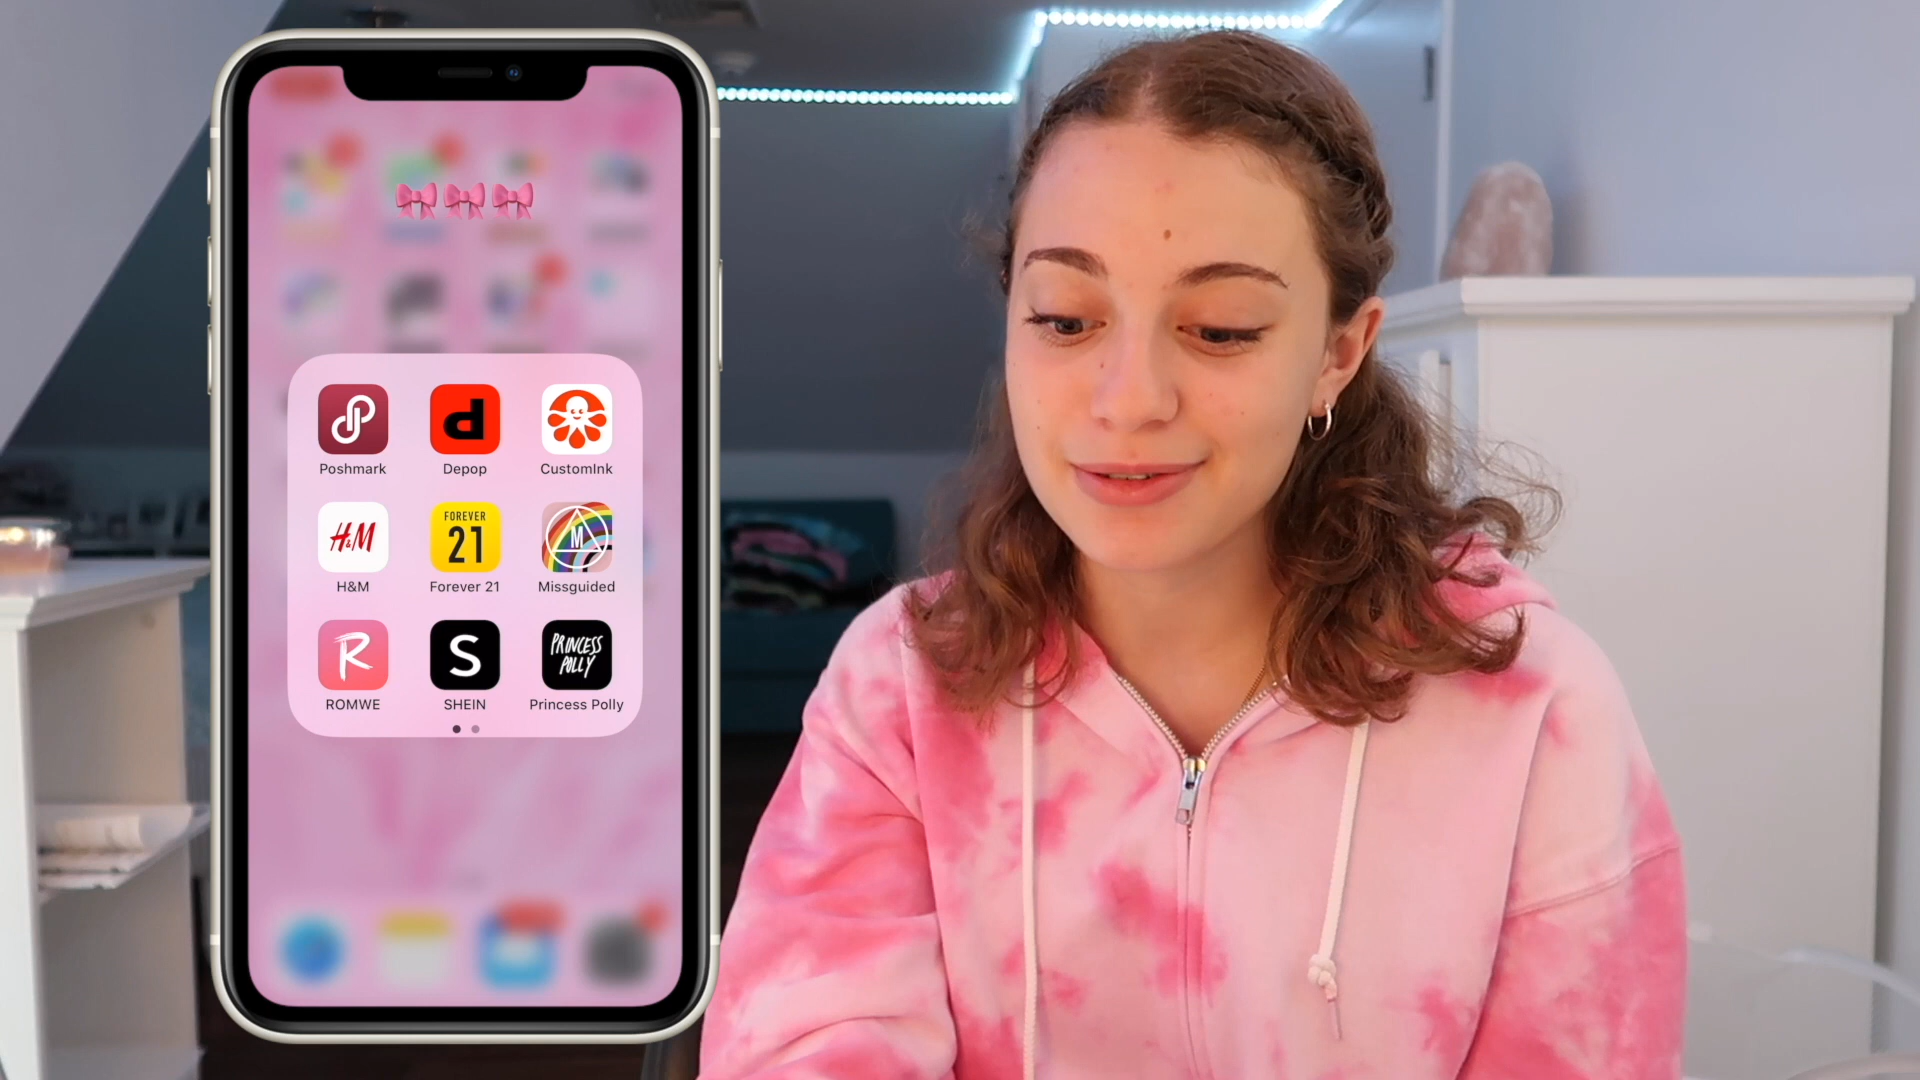 🎀🎀🎀
Poshmark
d
Depop
CustomInk
H&M
H&M
FOREVER
21
Forever 21
M
Missguided
R
ROMWE
S
SHEIN
PRINCESS
POLLY
Princess Polly